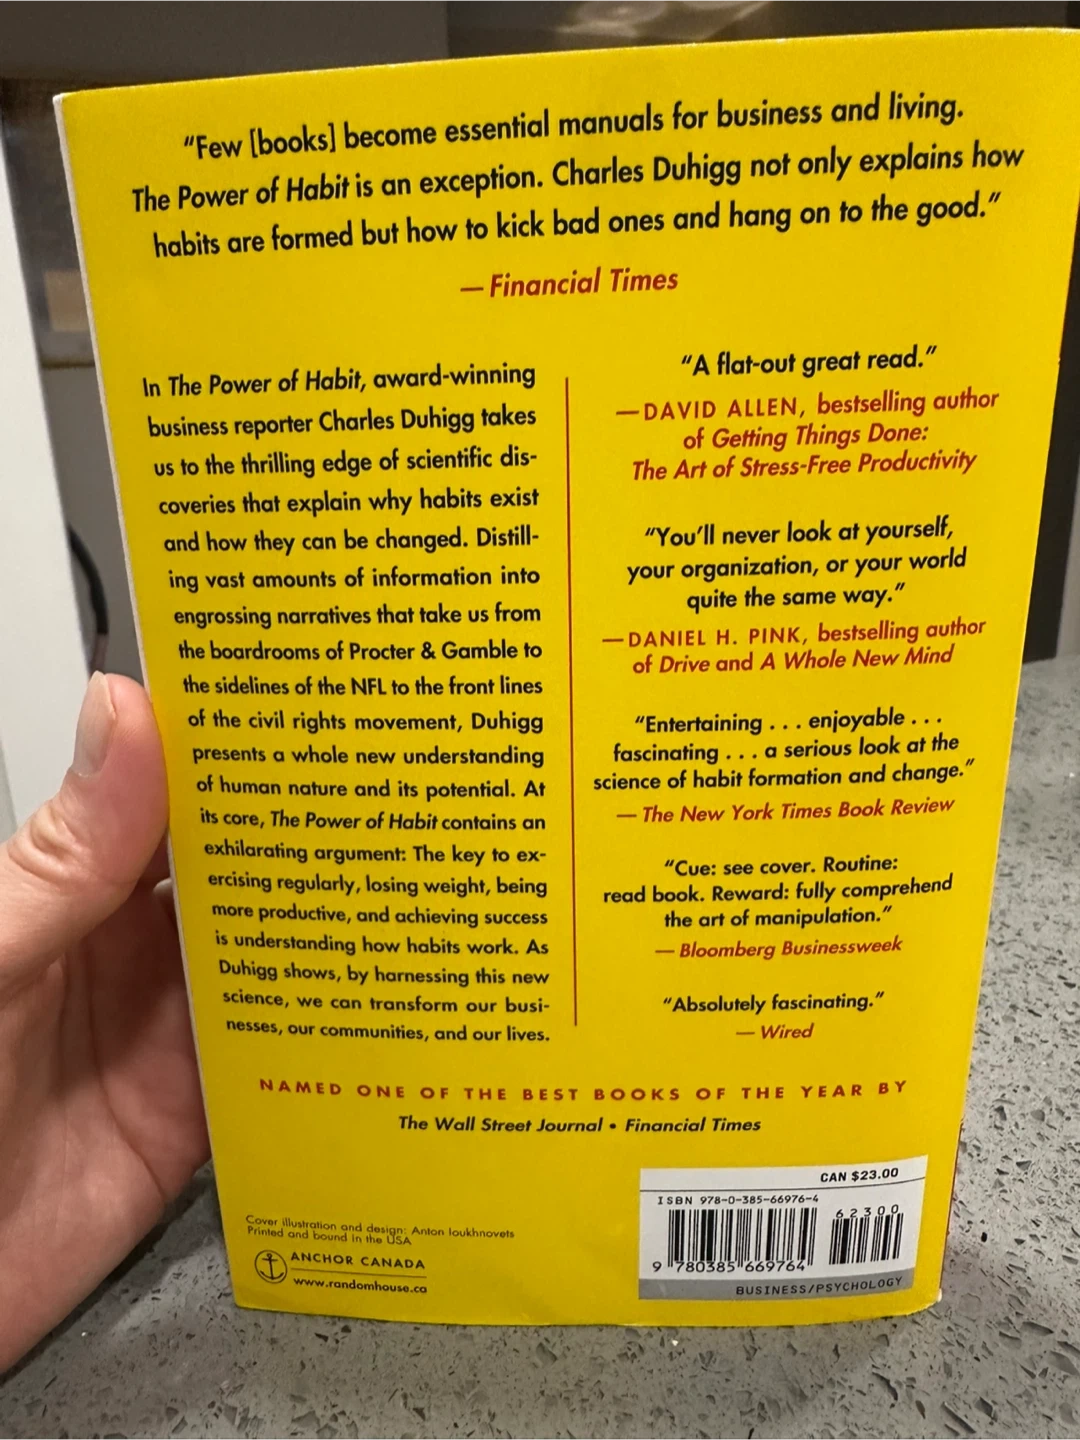 "Few [books] become essential manuals for business and living.
The Power of Habit is an exception. Charles Duhigg not only explains how
habits are formed but how to kick bad ones and hang on to the good."
— Financial Times
In The Power of Habit, award-winning
business reporter Charles Duhigg takes
us to the thrilling edge of scientific dis-
coveries that explain why habits exist
and how they can be changed. Distill-
ing vast amounts of information into
engrossing narratives that take us from
the boardrooms of Procter & Gamble to
the sidelines of the NFL to the front lines
of the civil rights movement, Duhigg
presents a whole new understanding
of human nature and its potential. At
its core, The Power of Habit contains an
exhilarating argument: The key to ex-
ercising regularly, losing weight, being
more productive, and achieving success
is understanding how habits work. As
Duhigg shows, by harnessing this new
science, we can transform our busi-
nesses, our communities, and our lives.
"A flat-out great read."
—DAVID ALLEN, bestselling author
of Getting Things Done:
The Art of Stress-Free Productivity
"You'll never look at yourself,
your organization, or your world
quite the same way."
—DANIEL H. PINK, bestselling author
of Drive and A Whole New Mind
"Entertaining . . . enjoyable . . .
fascinating . . . a serious look at the
science of habit formation and change."
— The New York Times Book Review
"Cue: see cover. Routine:
read book. Reward: fully comprehend
the art of manipulation."
— Bloomberg Businessweek
"Absolutely fascinating."
— Wired
NAMED ONE OF THE BEST BOOKS OF THE YEAR BY
The Wall Street Journal • Financial Times
Cover illustration and design: Anton Ioukhnovets
Printed and bound in the USA
ANCHOR CANADA
www.randomhouse.ca
CAN $23.00
ISBN 978-0-385-66976-4
62300
9 780385 669764
BUSINESS/PSYCHOLOGY